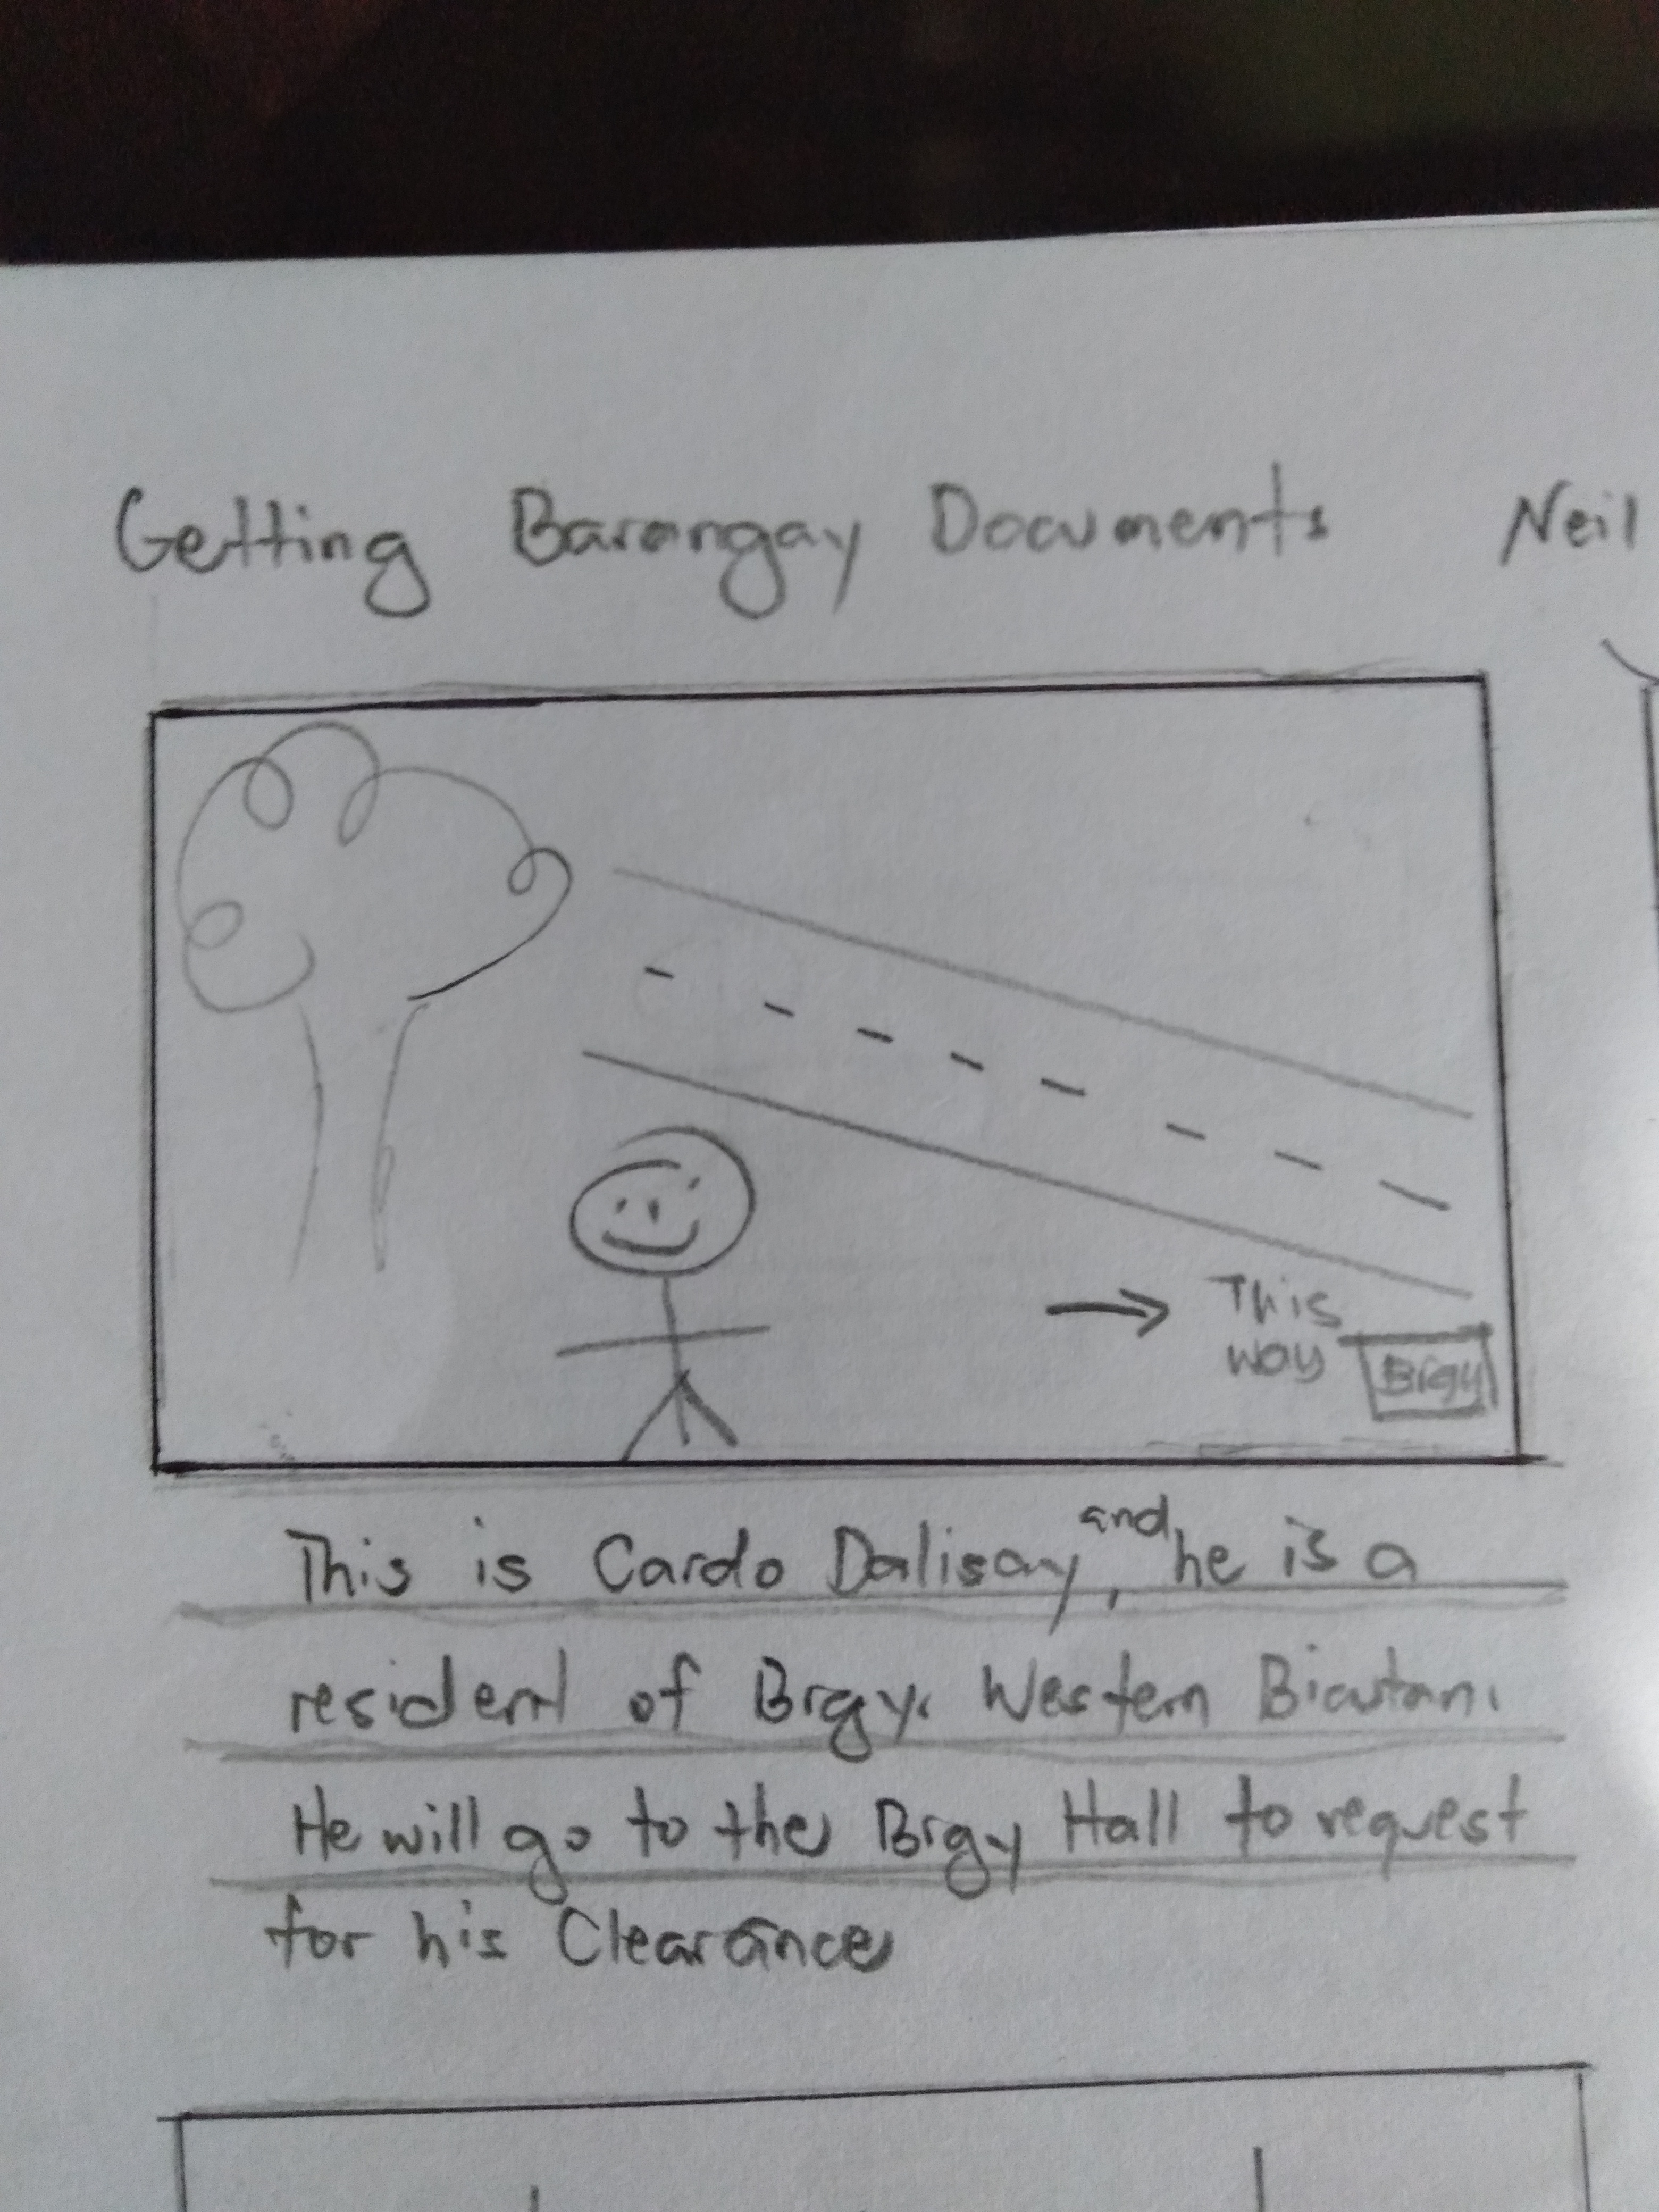 Getting Barangay Documents Neil
This
way
Brgy
This is Cardo Dalisay, and he is a
resident of Brgy. Western Bicutan.
He will go to the Brgy Hall to request
for his Clearance